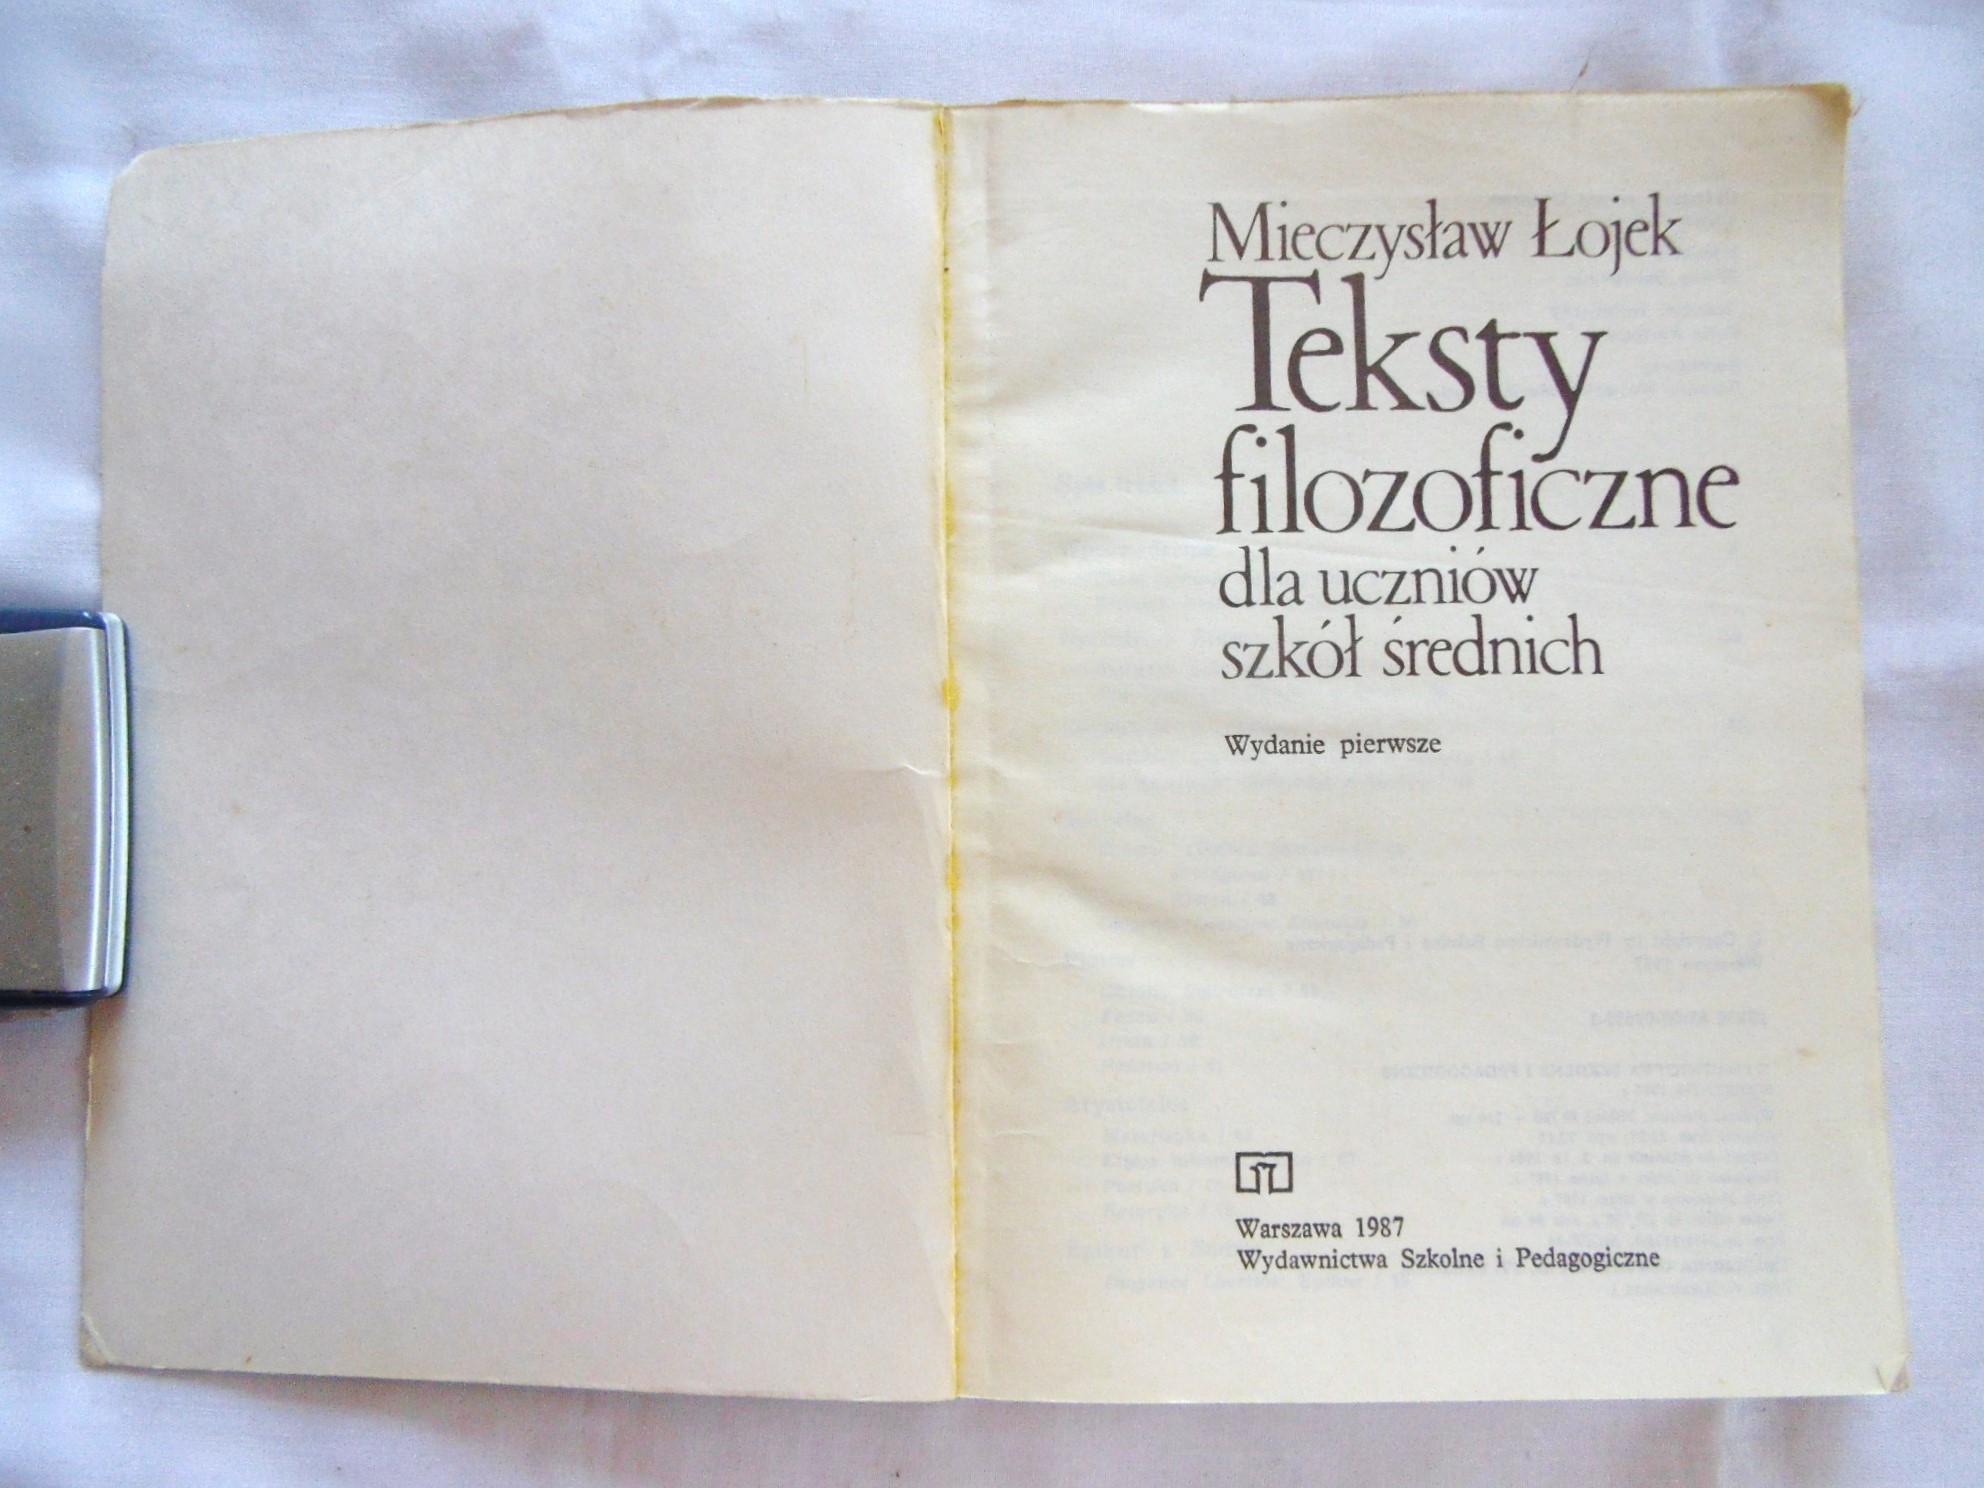 Mieczysław Łojek
Teksty
filozoficzne
dla uczniów
szkół średnich
Wydanie pierwsze
Warszawa 1987
Wydawnictwa Szkolne i Pedagogiczne